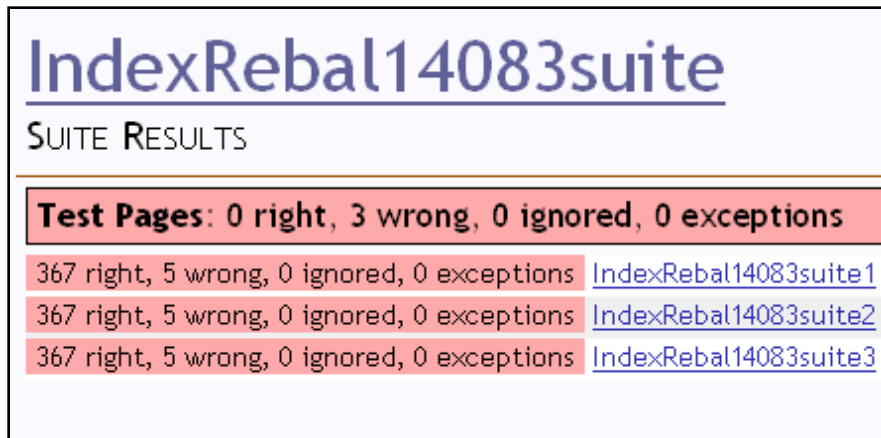 IndexRebal14083suite
SUITE RESULTS
Test Pages: 0 right, 3 wrong, 0 ignored, 0 exceptions
367 right, 5 wrong, 0 ignored, 0 exceptions IndexRebal14083suite1
367 right, 5 wrong, 0 ignored, 0 exceptions IndexRebal14083suite2
367 right, 5 wrong, 0 ignored, 0 exceptions IndexRebal14083suite3